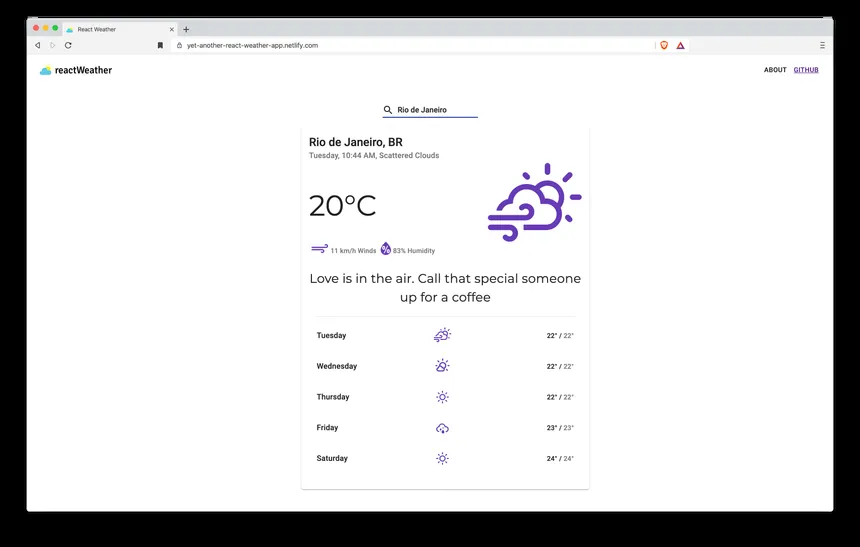 React Weather
yet-another-react-weather-app.netlify.com
reactWeather
ABOUT GITHUB
Rio de Janeiro
Rio de Janeiro, BR
Tuesday, 10:44 AM, Scattered Clouds
20°C
11 km/h Winds % 83% Humidity
Love is in the air. Call that special someone
up for a coffee
Tuesday 22° / 22°
Wednesday 22° / 22°
Thursday 22° / 22°
Friday 23° / 23°
Saturday 24° / 24°